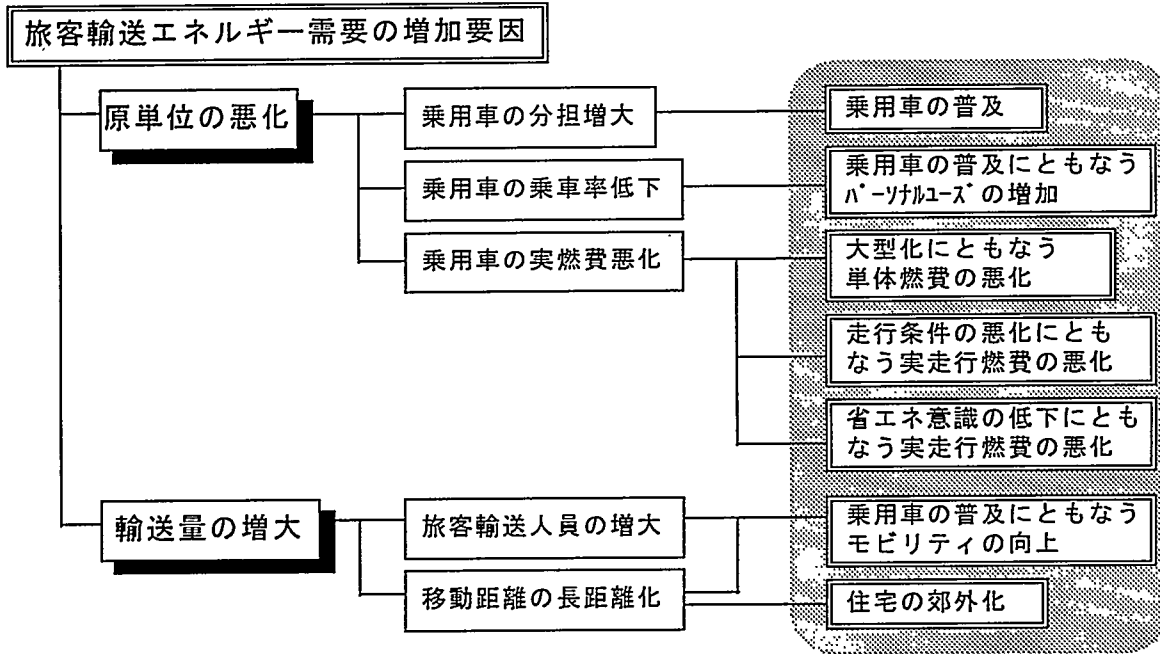 旅客輸送エネルギー需要の増加要因
原単位の悪化
乗用車の分担増大
乗用車の普及
乗用車の乗車率低下
乗用車の普及にともなう
ﾊﾟｰｿﾅﾙﾕｰｽﾞの増加
乗用車の実燃費悪化
大型化にともなう
単体燃費の悪化
走行条件の悪化にとも
なう実走行燃費の悪化
省エネ意識の低下にとも
なう実走行燃費の悪化
輸送量の増大
旅客輸送人員の増大
乗用車の普及にともなう
モビリティの向上
移動距離の長距離化
住宅の郊外化